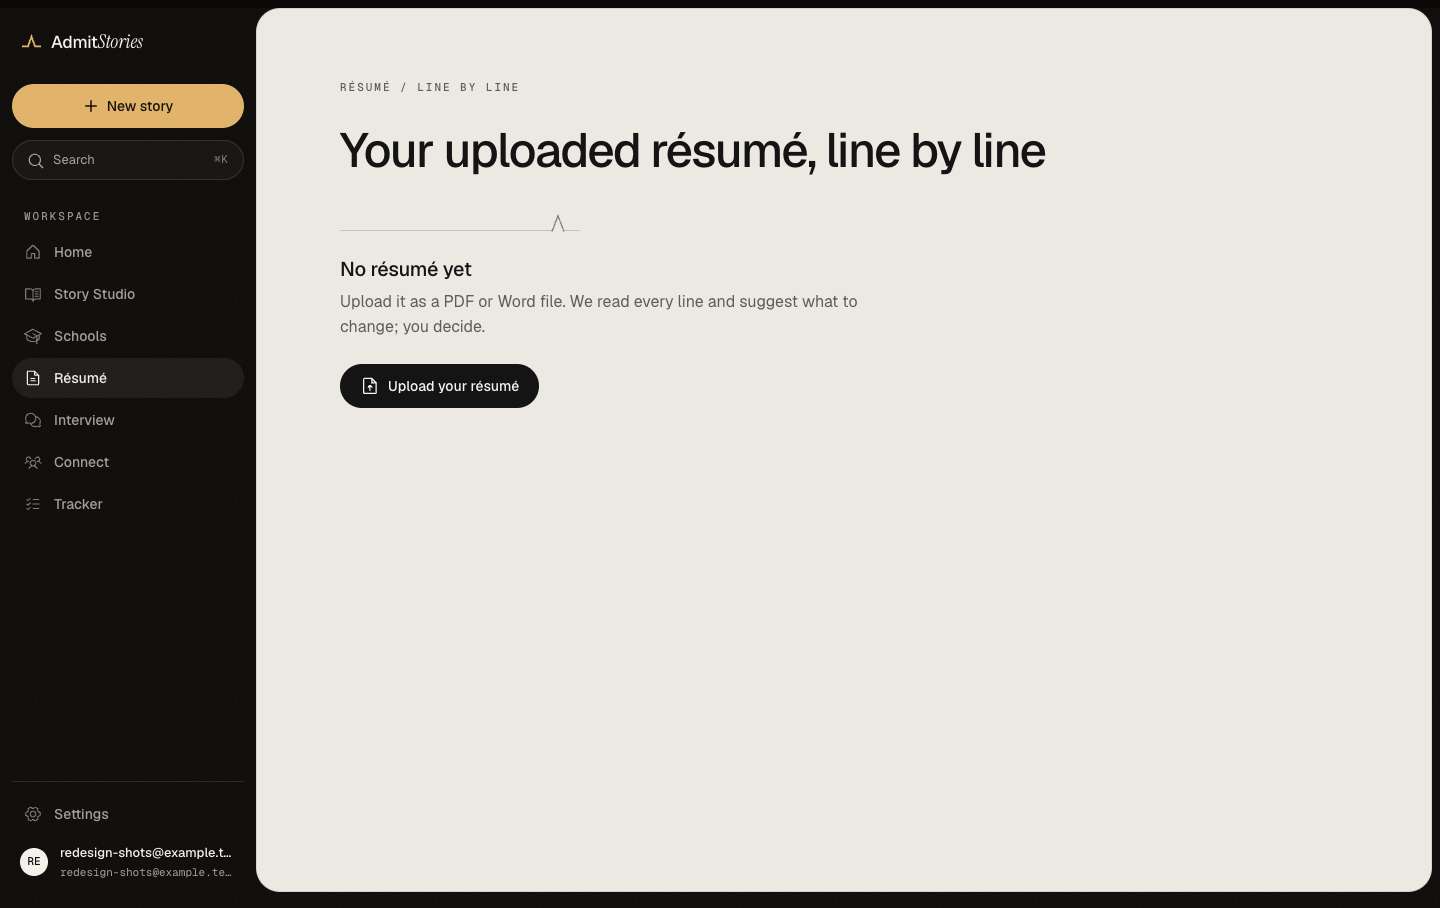 AdmitStories
New story
Search ⌘K
WORKSPACE
Home
Story Studio
Schools
Résumé
Interview
Connect
Tracker
Settings
RE
redesign-shots@example.t…
redesign-shots@example.te…
RÉSUMÉ / LINE BY LINE
Your uploaded résumé, line by line
No résumé yet
Upload it as a PDF or Word file. We read every line and suggest what to
change; you decide.
Upload your résumé